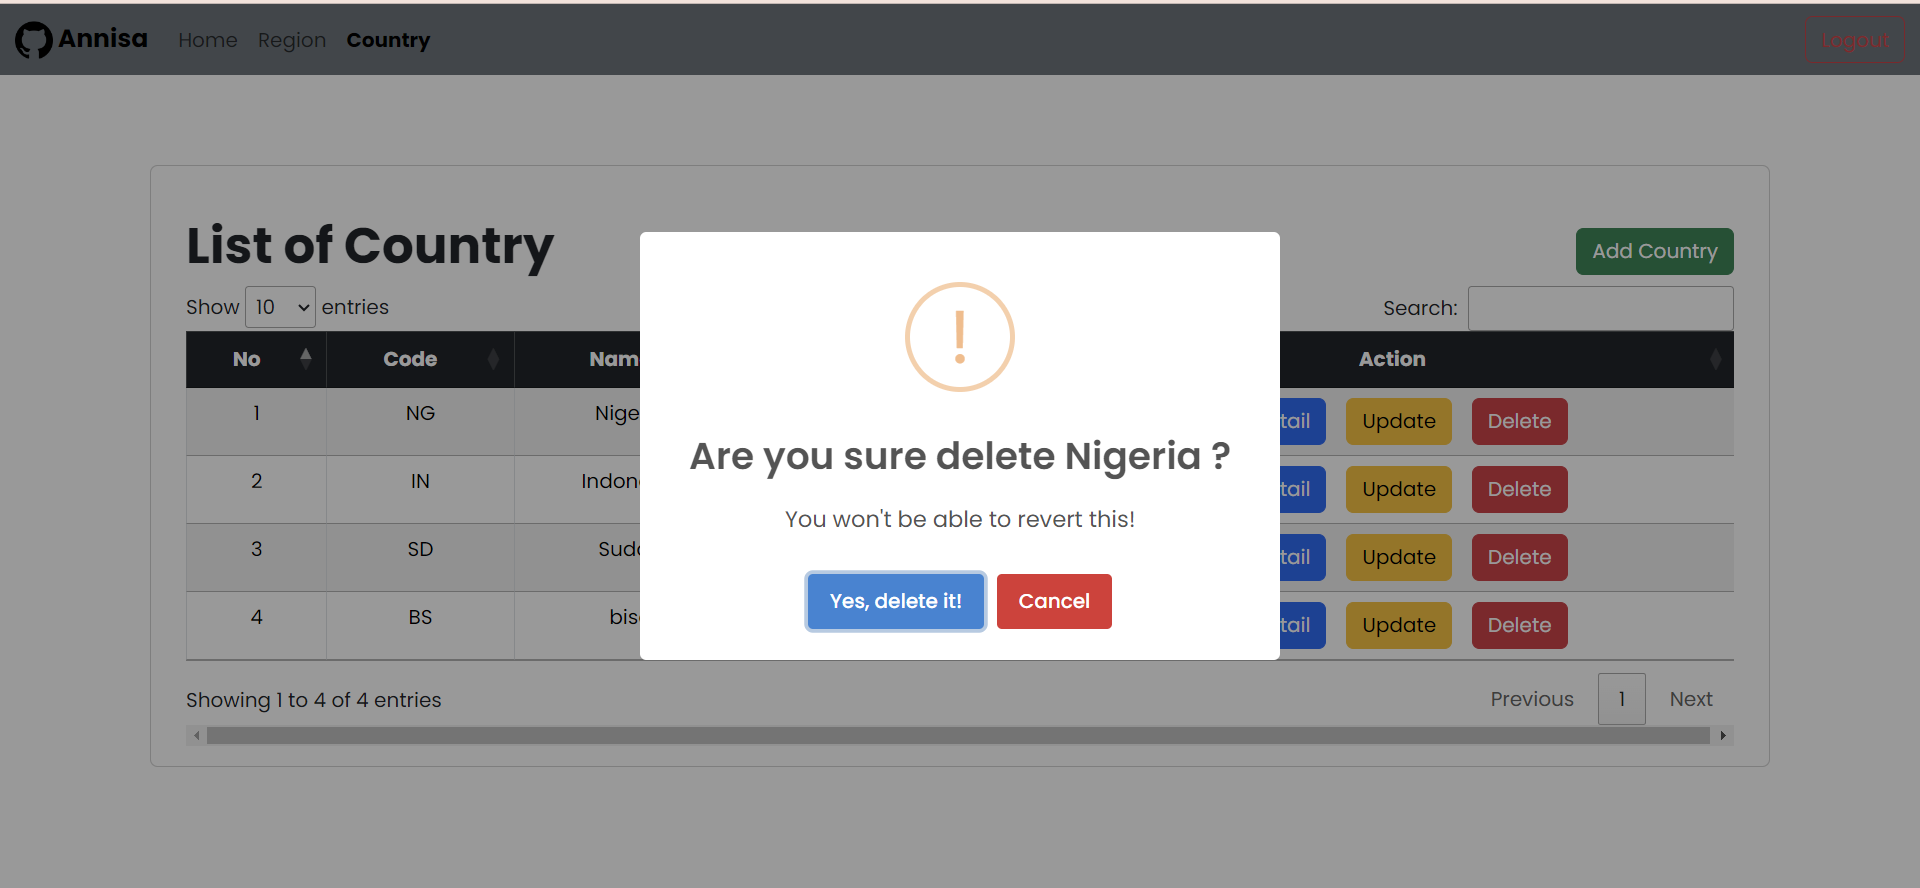 Annisa Home Region Country Logout
List of Country
Add Country
Show 10 entries
Search:
No Code Nam Action
1 NG Nige tail Update Delete
2 IN Indon tail Update Delete
3 SD Sud tail Update Delete
4 BS bis tail Update Delete
Showing 1 to 4 of 4 entries
Previous 1 Next
!
Are you sure delete Nigeria ?
You won't be able to revert this!
Yes, delete it! Cancel